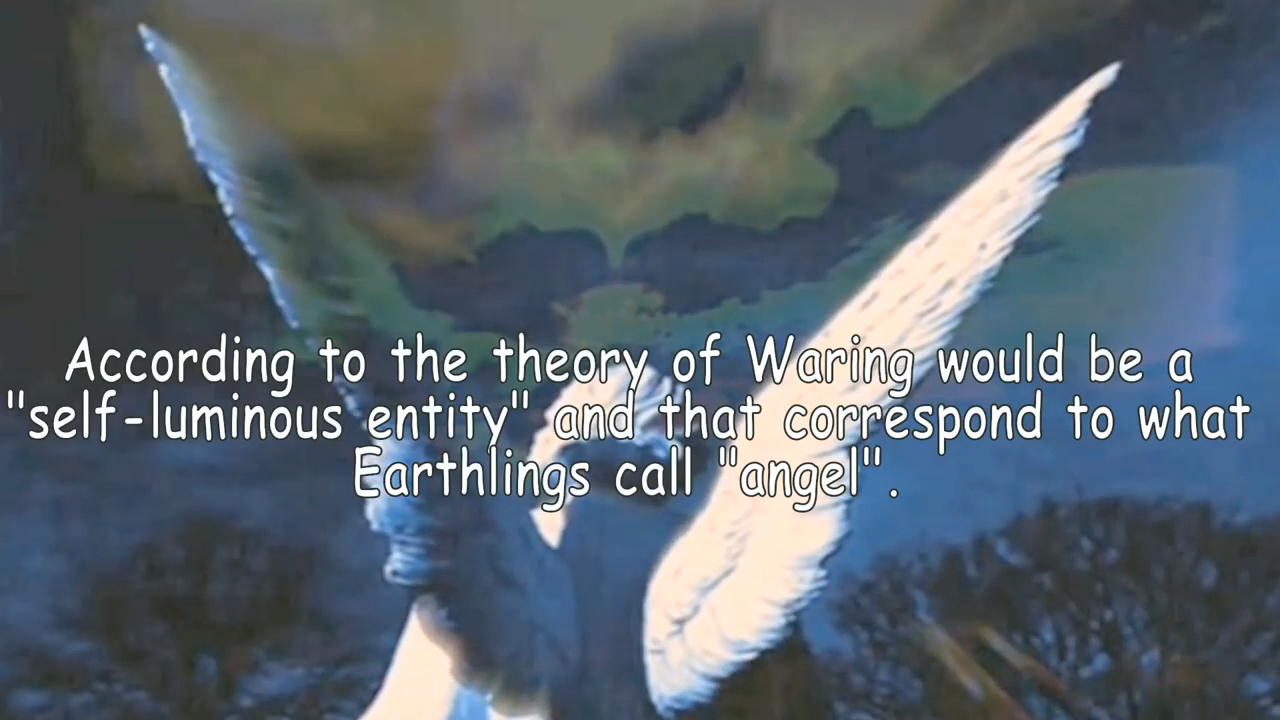 According to the theory of Waring would be a
"self-luminous entity" and that correspond to what
Earthlings call "angel".